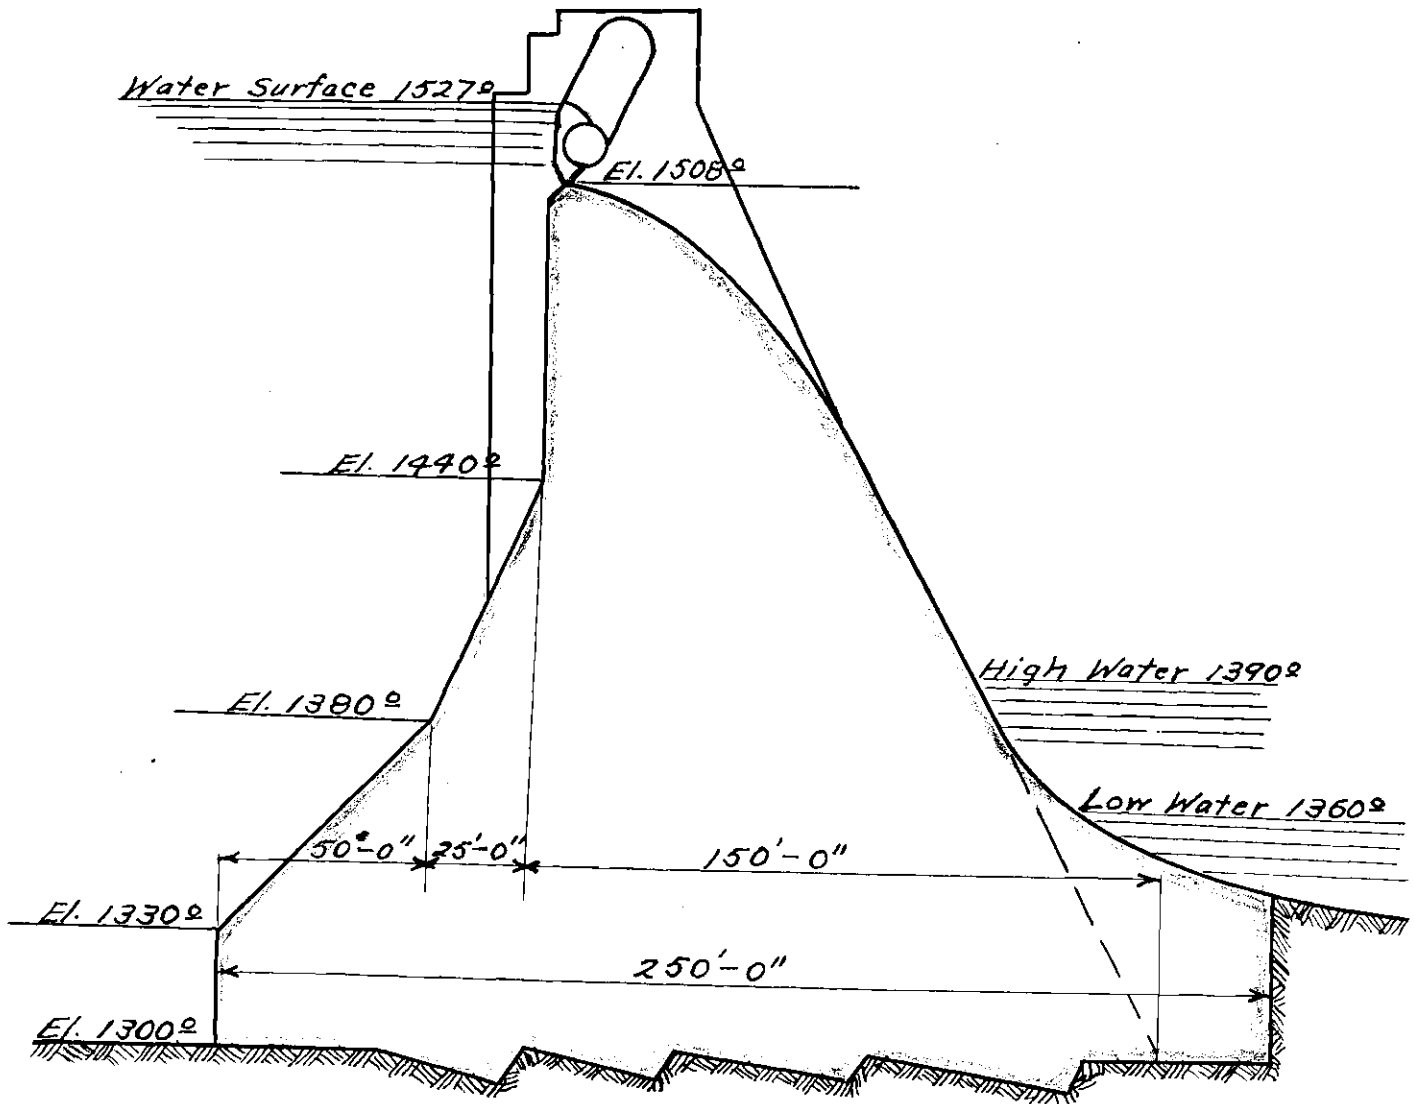 Water Surface 1527º
El. 1508º
El. 1440º
High Water 1390º
El. 1380º
Low Water 1360º
50'-0"
25'-0"
150'-0"
El. 1330º
250'-0"
El. 1300º